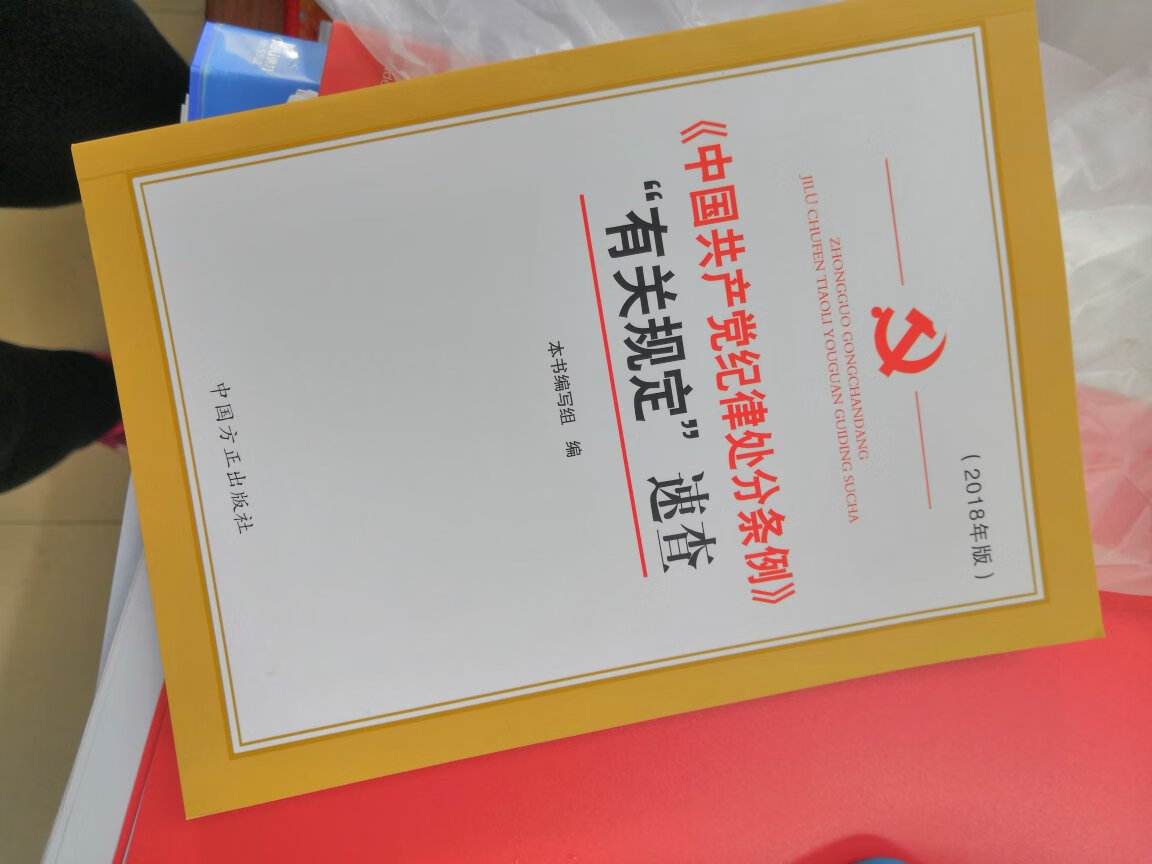 (2018年版)
ZHONGGUO GONGCHANDANG
JILU CHUFEN TIAOLI YOUGUAN GUIDING SUCHA
《中国共产党纪律处分条例》
“有关规定”速查
本书编写组 编
中国方正出版社